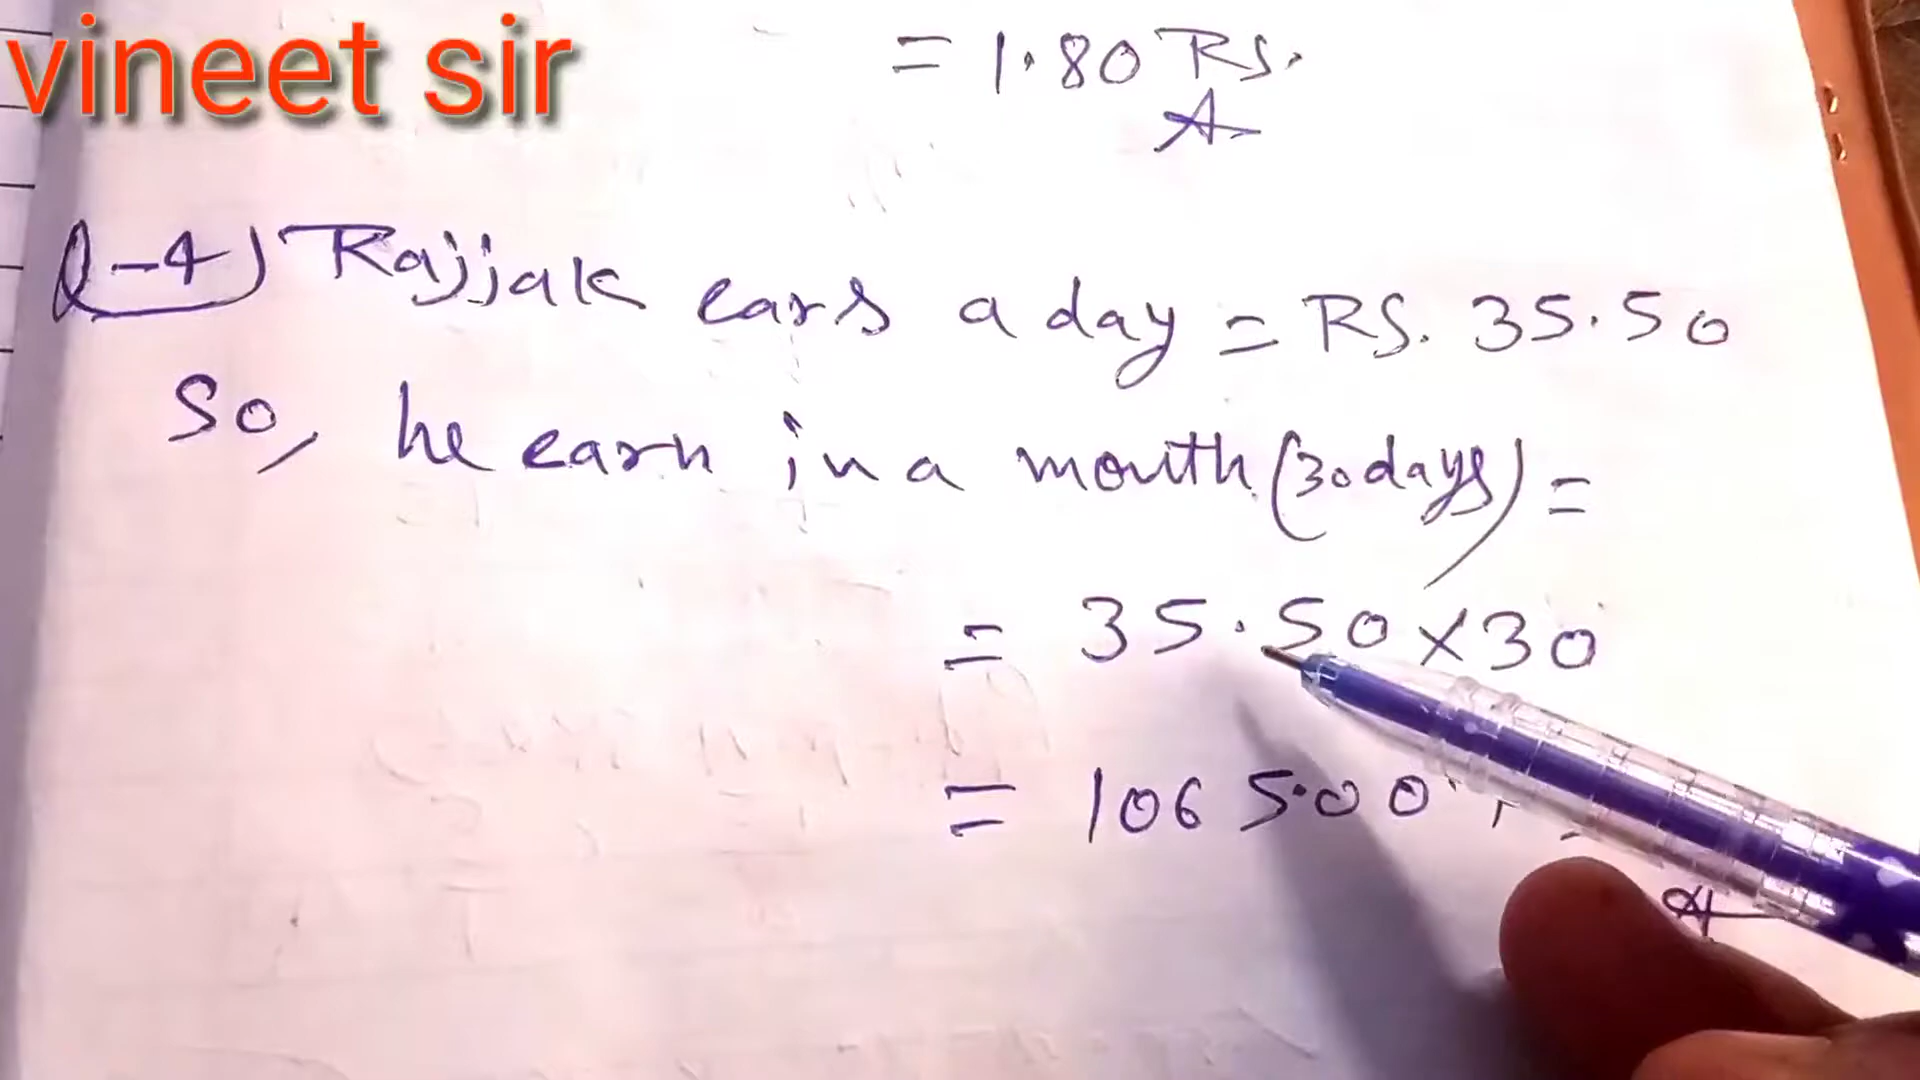 vineet sir
= 1.80 Rs.
A
Q-4) Rajjak ears a day = RS. 35.50
So, he earn in a mouth (30 days) =
= 35.50 x 30
= 1065.00